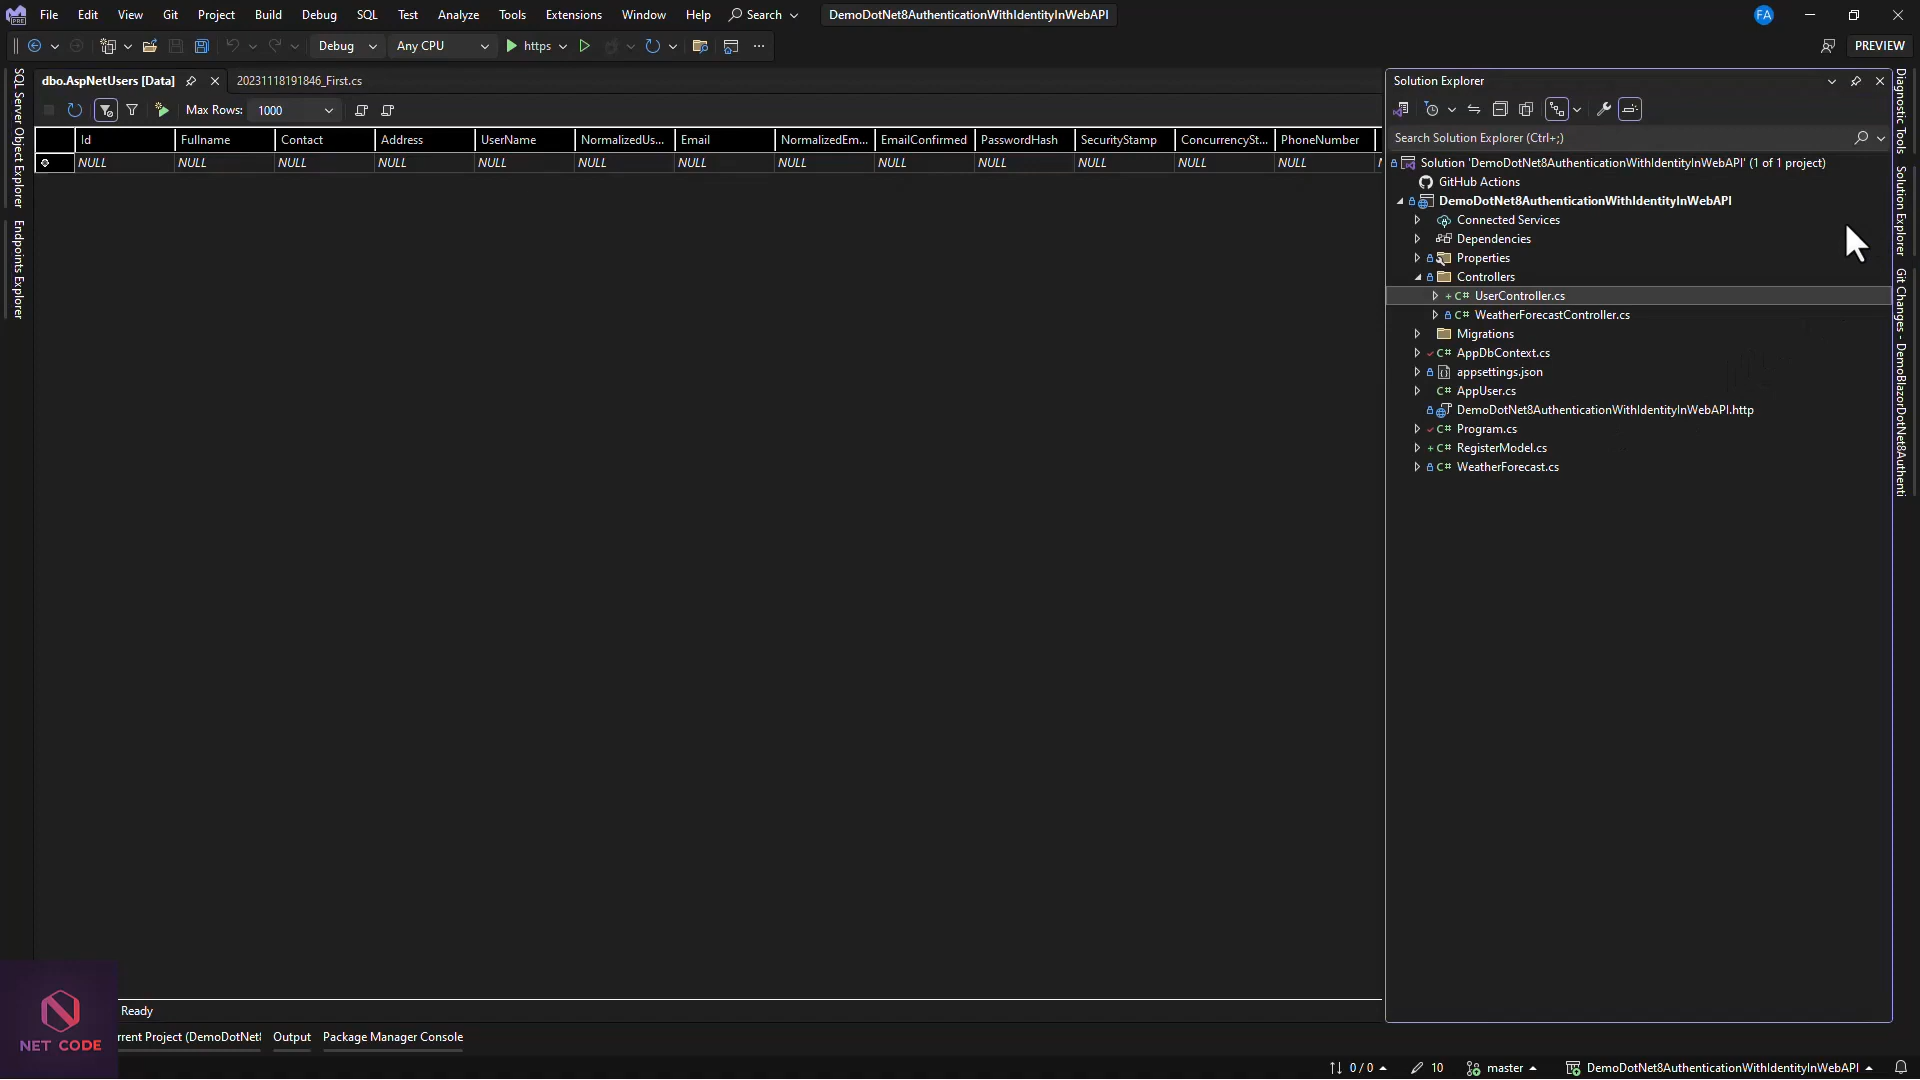 File Edit View Git Project Build Debug SQL Test Analyze Tools Extensions Window Help Search DemoDotNet8AuthenticationWithIdentityInWebAPI FA
Debug Any CPU https PREVIEW
SQL Server Object Explorer
Endpoints Explorer
dbo.AspNetUsers [Data] 20231118191846_First.cs
Max Rows: 1000
Id Fullname Contact Address UserName NormalizedUs... Email NormalizedEm... EmailConfirmed PasswordHash SecurityStamp ConcurrencySt... PhoneNumber
NULL NULL NULL NULL NULL NULL NULL NULL NULL NULL NULL NULL NULL
Solution Explorer
Search Solution Explorer (Ctrl+;)
Solution 'DemoDotNet8AuthenticationWithIdentityInWebAPI' (1 of 1 project)
GitHub Actions
DemoDotNet8AuthenticationWithIdentityInWebAPI
Connected Services
Dependencies
Properties
Controllers
C# UserController.cs
C# WeatherForecastController.cs
Migrations
C# AppDbContext.cs
appsettings.json
C# AppUser.cs
DemoDotNet8AuthenticationWithIdentityInWebAPI.http
C# Program.cs
C# RegisterModel.cs
C# WeatherForecast.cs
Diagnostic Tools
Solution Explorer
Git Changes - DemoBlazorDotNet8Authenti
Ready
rrent Project (DemoDotNet8 Output Package Manager Console
NET CODE
0 / 0 10 master DemoDotNet8AuthenticationWithIdentityInWebAPI